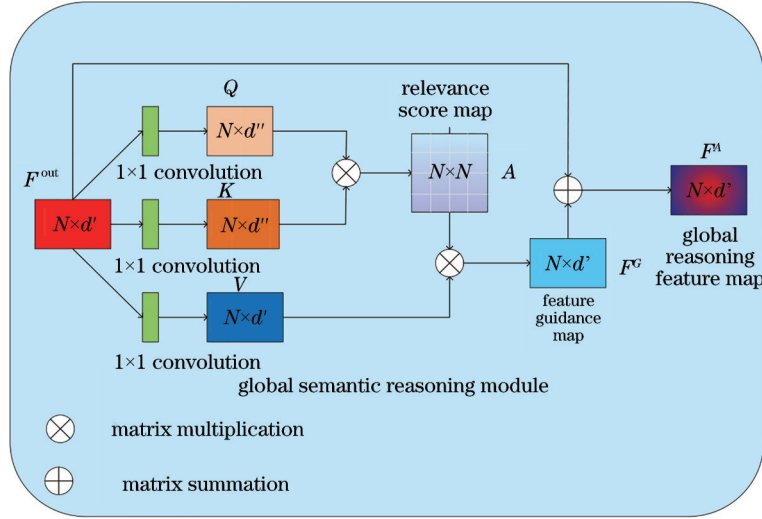 Q
relevance
score map
N×d''
F^out
1×1 convolution
N×N
A
F^A
K
N×d'
N×d''
N×d’
1×1 convolution
global
reasoning
feature map
N×d’
F^G
V
N×d'
feature
guidance
map
1×1 convolution
global semantic reasoning module
matrix multiplication
matrix summation